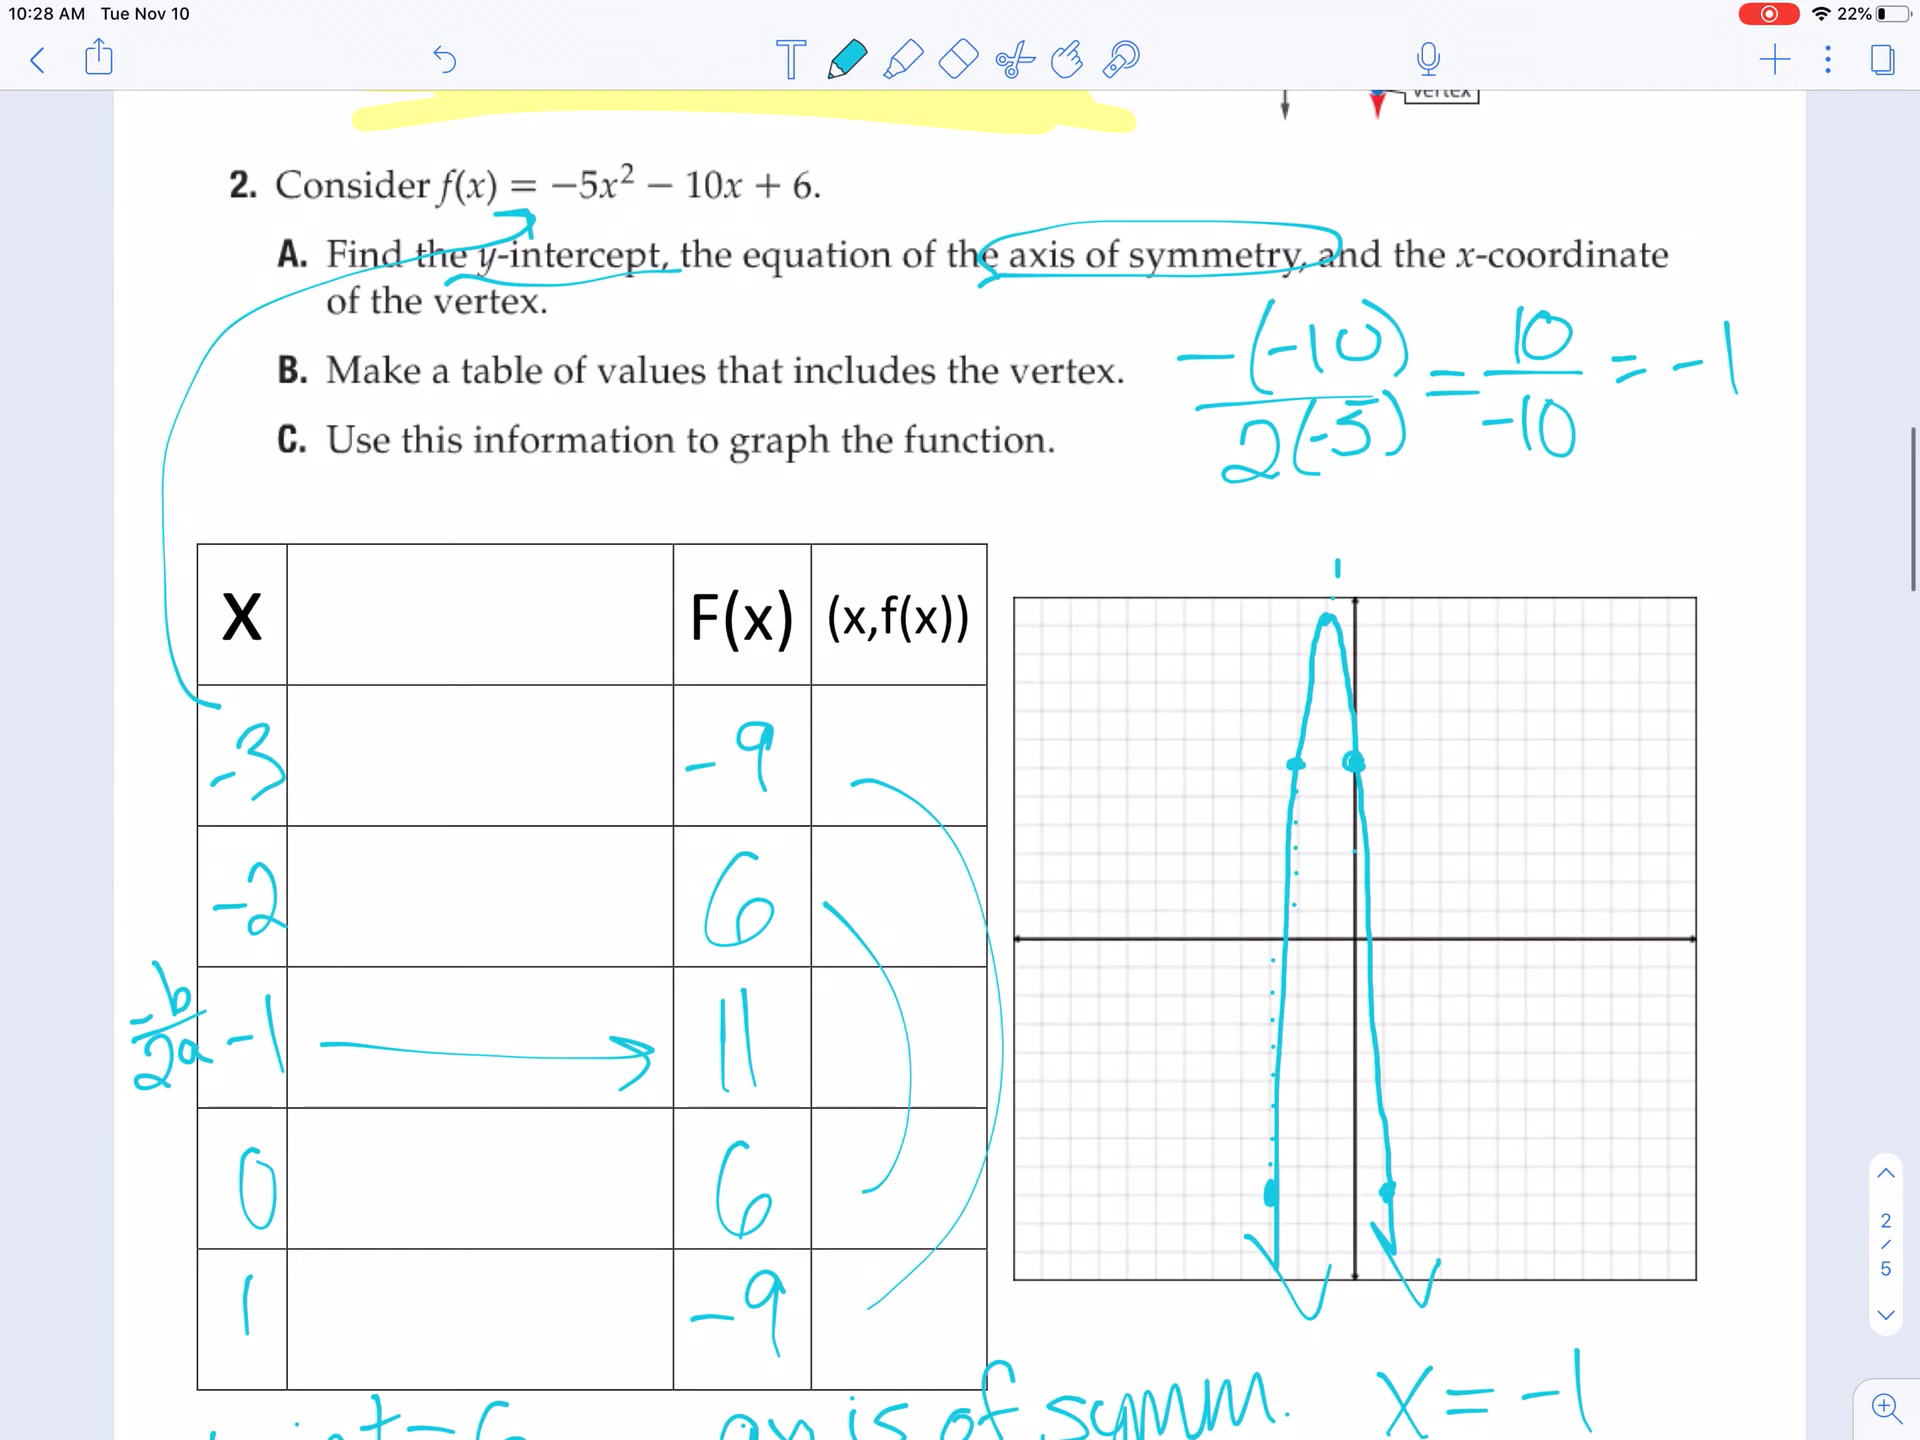 10:28 AM Tue Nov 10
22%
vertex
2. Consider f(x) = −5x² − 10x + 6.
A. Find the y-intercept, the equation of the axis of symmetry, and the x-coordinate
of the vertex.
B. Make a table of values that includes the vertex.
C. Use this information to graph the function.
-(-10)/2(-5) = 10/-10 = -1
X F(x) (x,f(x))
-3 -9
-2 6
-b/2a -1 → 11
0 6
1 -9
axis of symm. x = -1
2
/
5